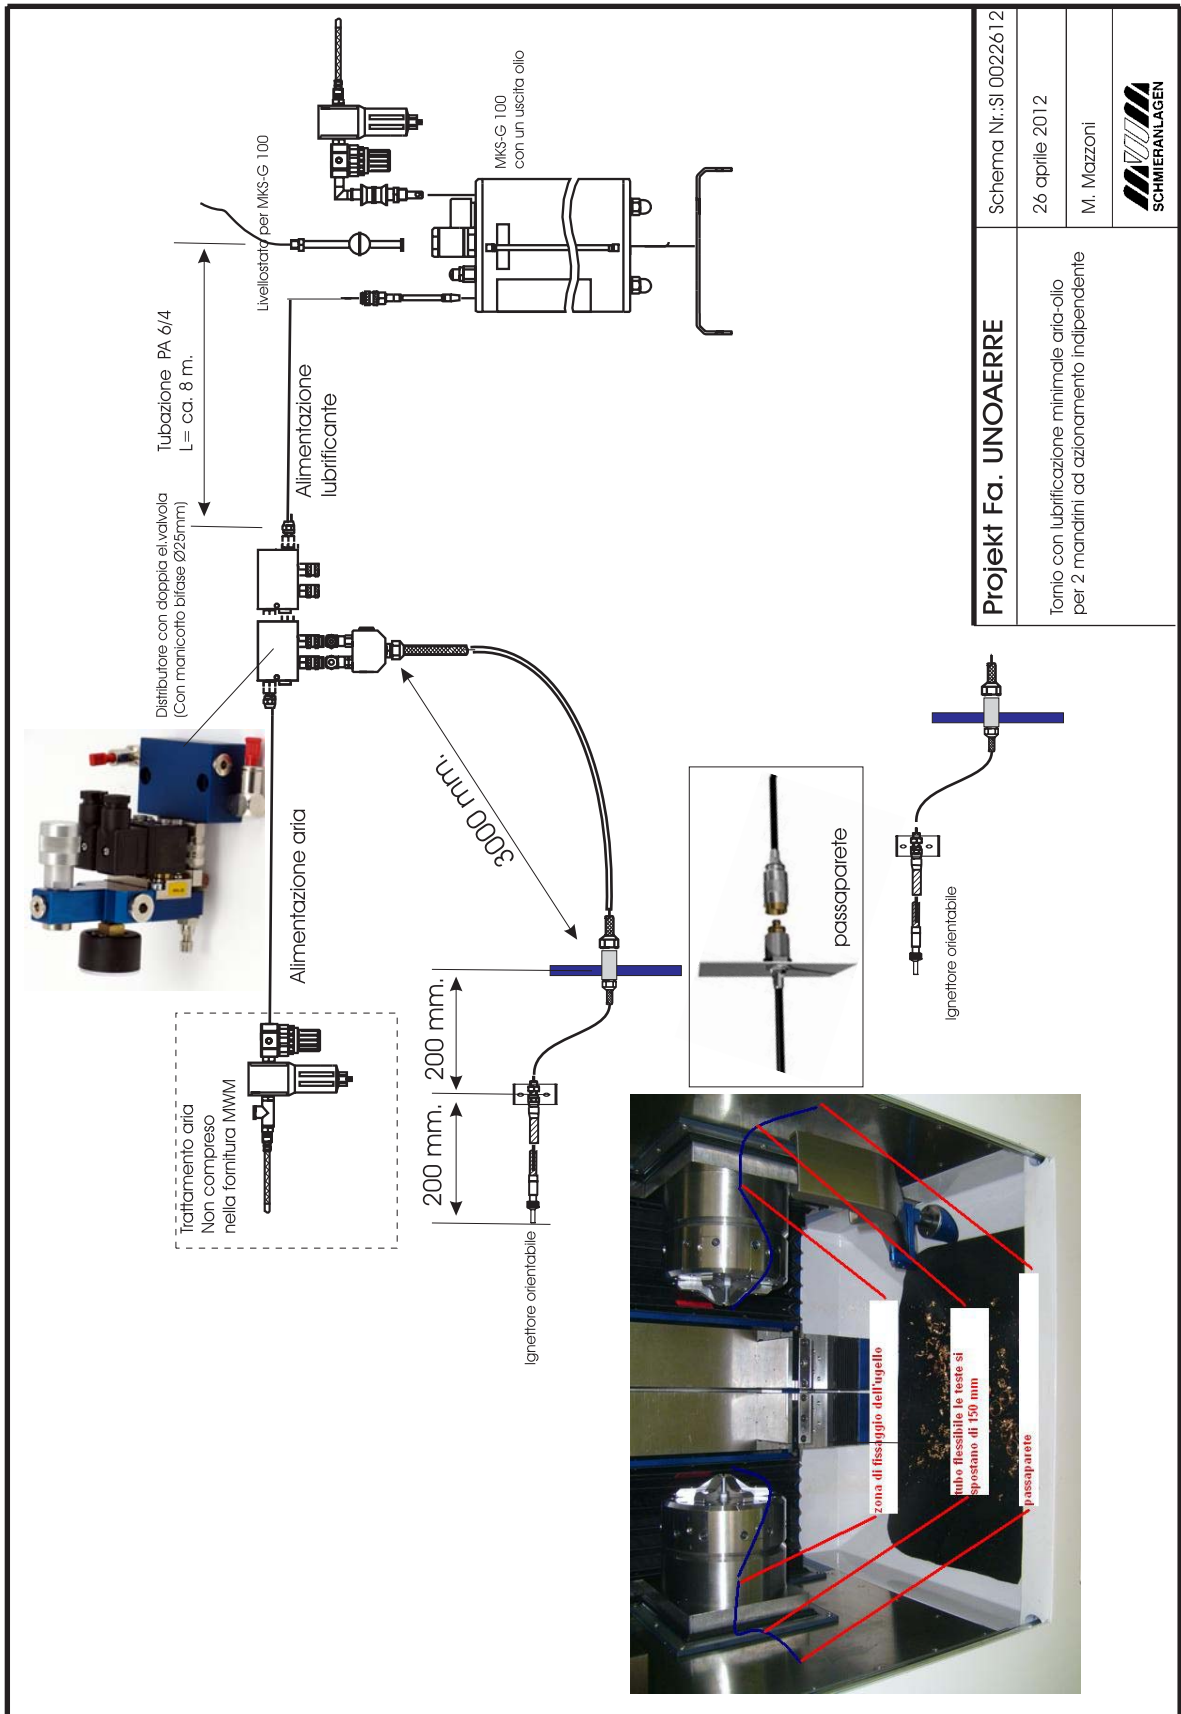 Trattamento aria
Non compreso
nella fornitura MWM
Alimentazione aria
Distributore con doppia el.valvola
(Con manicotto bifase Ø25mm)
Tubazione PA 6/4
L= ca. 8 m.
Alimentazione
lubrificante
Livellostato per MKS-G 100
MKS-G 100
con un uscita olio
200 mm.
200 mm.
3000 mm.
Ignettore orientabile
passaparete
Ignettore orientabile
zona di fissaggio dell'ugello
tubo flessibile le teste si
spostano di 150 mm
passaparete
Projekt Fa. UNOAERRE
Tornio con lubrificazione minimale aria-olio
per 2 mandrini ad azionamento indipendente
Schema Nr.:SI 0022612
26 aprile 2012
M. Mazzoni
MWM
SCHMIERANLAGEN